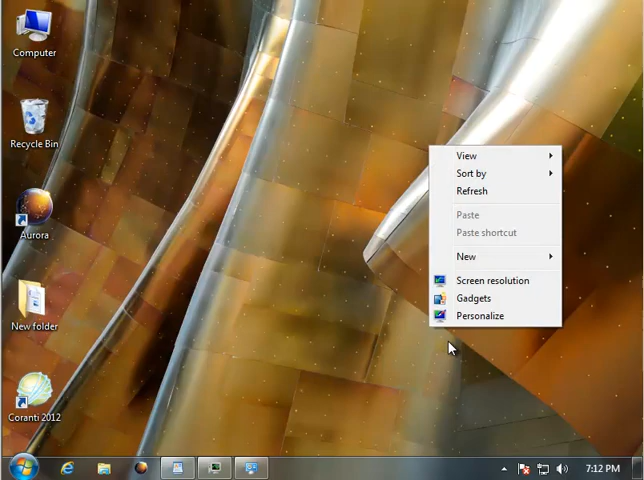 Computer
Recycle Bin
Aurora
New folder
Coranti 2012
View
Sort by
Refresh
Paste
Paste shortcut
New
Screen resolution
Gadgets
Personalize
7:12 PM